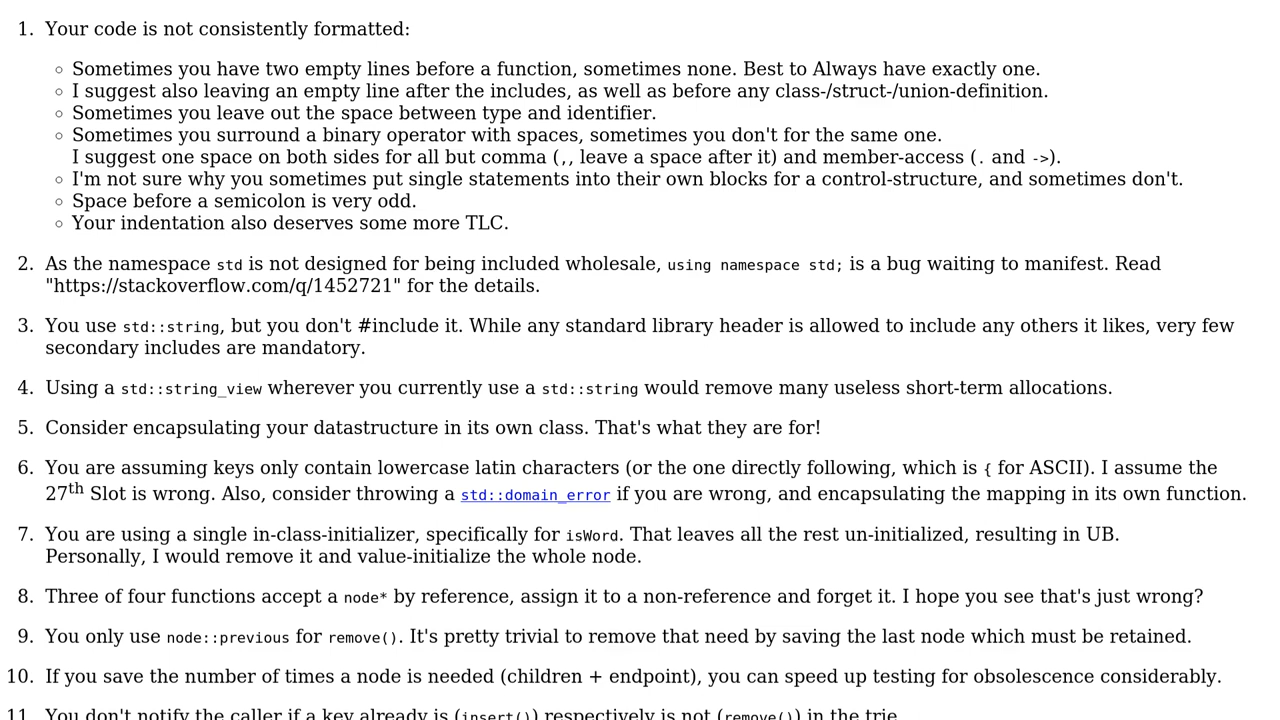 1. Your code is not consistently formatted:
◦ Sometimes you have two empty lines before a function, sometimes none. Best to Always have exactly one.
◦ I suggest also leaving an empty line after the includes, as well as before any class-/struct-/union-definition.
◦ Sometimes you leave out the space between type and identifier.
◦ Sometimes you surround a binary operator with spaces, sometimes you don't for the same one.
I suggest one space on both sides for all but comma (,, leave a space after it) and member-access (. and ->).
◦ I'm not sure why you sometimes put single statements into their own blocks for a control-structure, and sometimes don't.
◦ Space before a semicolon is very odd.
◦ Your indentation also deserves some more TLC.
2. As the namespace std is not designed for being included wholesale, using namespace std; is a bug waiting to manifest. Read
"https://stackoverflow.com/q/1452721" for the details.
3. You use std::string, but you don't #include it. While any standard library header is allowed to include any others it likes, very few
secondary includes are mandatory.
4. Using a std::string_view wherever you currently use a std::string would remove many useless short-term allocations.
5. Consider encapsulating your datastructure in its own class. That's what they are for!
6. You are assuming keys only contain lowercase latin characters (or the one directly following, which is { for ASCII). I assume the
27th Slot is wrong. Also, consider throwing a std::domain_error if you are wrong, and encapsulating the mapping in its own function.
7. You are using a single in-class-initializer, specifically for isWord. That leaves all the rest un-initialized, resulting in UB.
Personally, I would remove it and value-initialize the whole node.
8. Three of four functions accept a node* by reference, assign it to a non-reference and forget it. I hope you see that's just wrong?
9. You only use node::previous for remove(). It's pretty trivial to remove that need by saving the last node which must be retained.
10. If you save the number of times a node is needed (children + endpoint), you can speed up testing for obsolescence considerably.
11. You don't notify the caller if a key already is (insert()) respectively is not (remove()) in the trie.